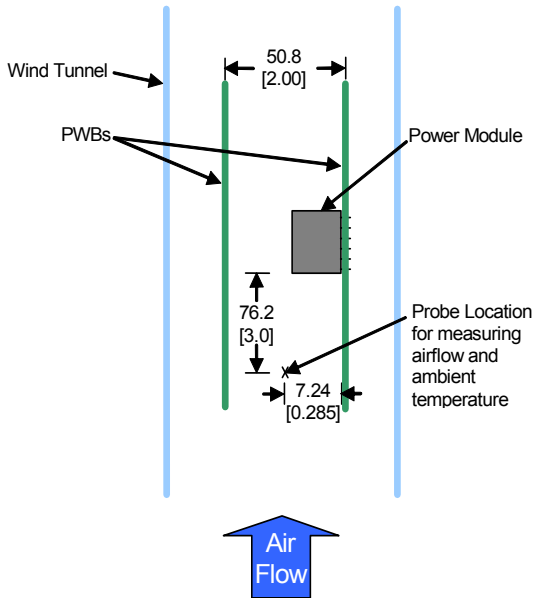 50.8
[2.00]
Wind Tunnel
PWBs
Power Module
76.2
[3.0]
Probe Location
for measuring
airflow and
ambient
temperature
x
7.24
[0.285]
Air
Flow